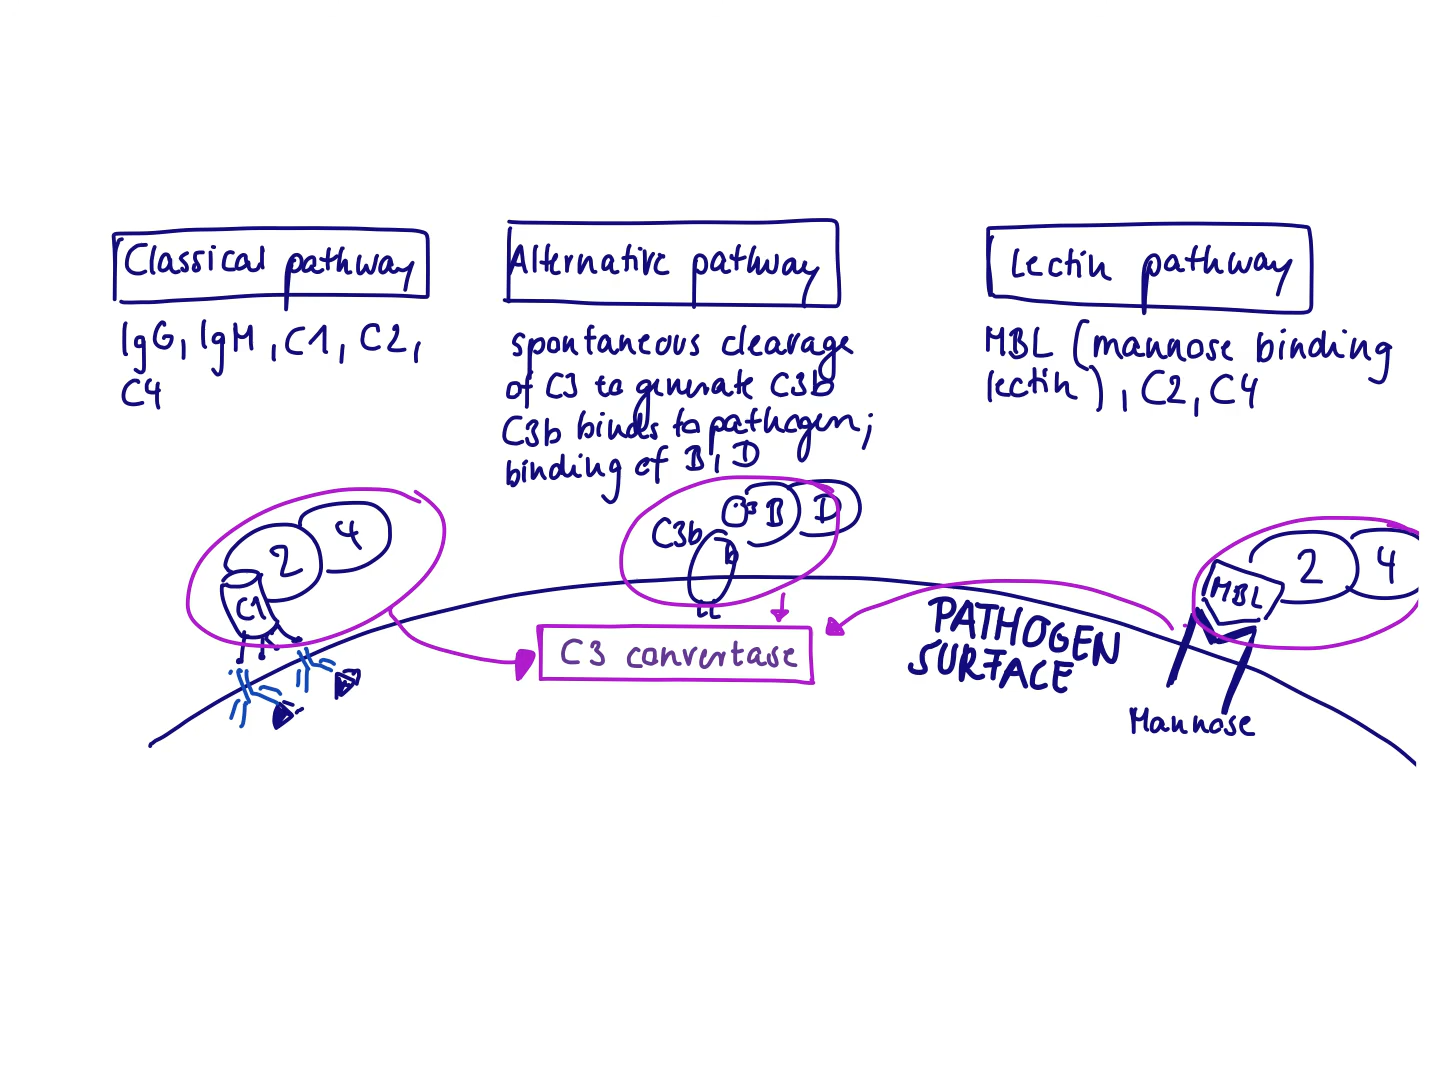 Classical pathway
IgG, IgM, C1, C2,
C4
Alternative pathway
spontaneous cleavage
of C3 to generate C3b
C3b binds to pathogen;
binding of B, D
Lectin pathway
MBL (mannose binding
lectin), C2, C4
C1
2
4
C3b
b
B
D
MBL
2
4
C3 convertase
PATHOGEN
SURFACE
Mannose